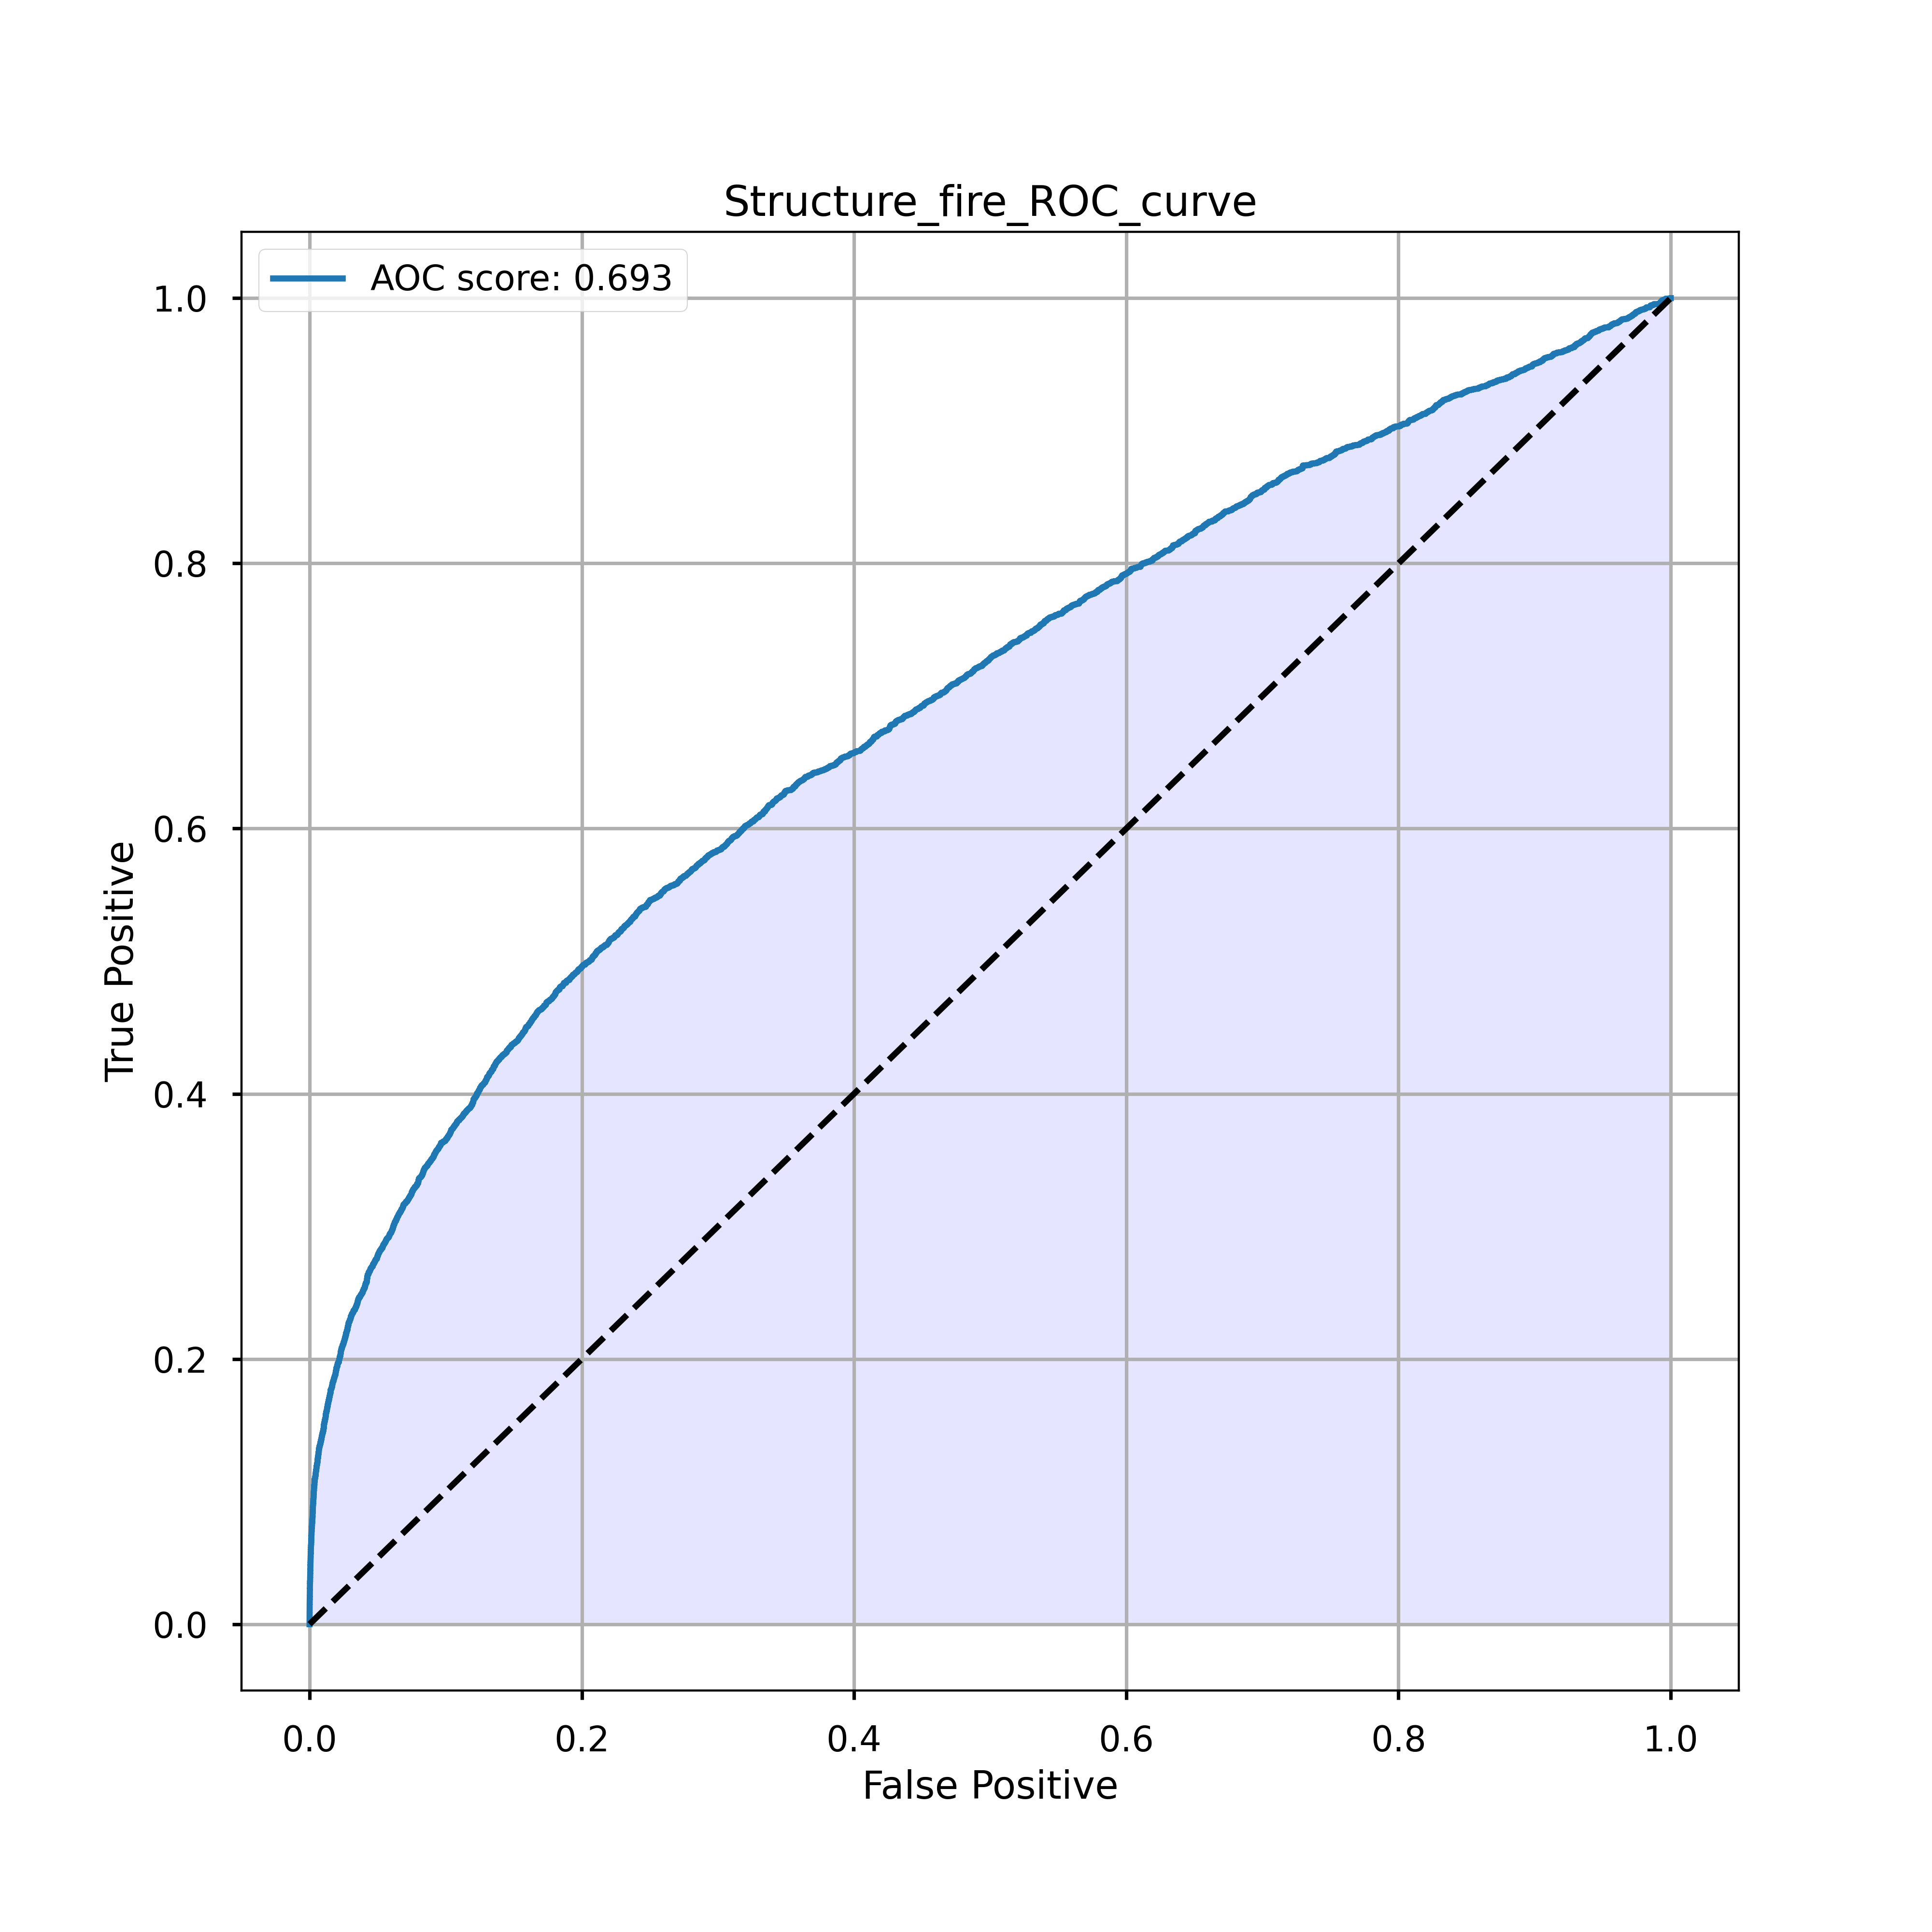 Structure_fire_ROC_curve
AOC score: 0.693
1.0
0.8
0.6
0.4
0.2
0.0
True Positive
0.0 0.2 0.4 0.6 0.8 1.0
False Positive